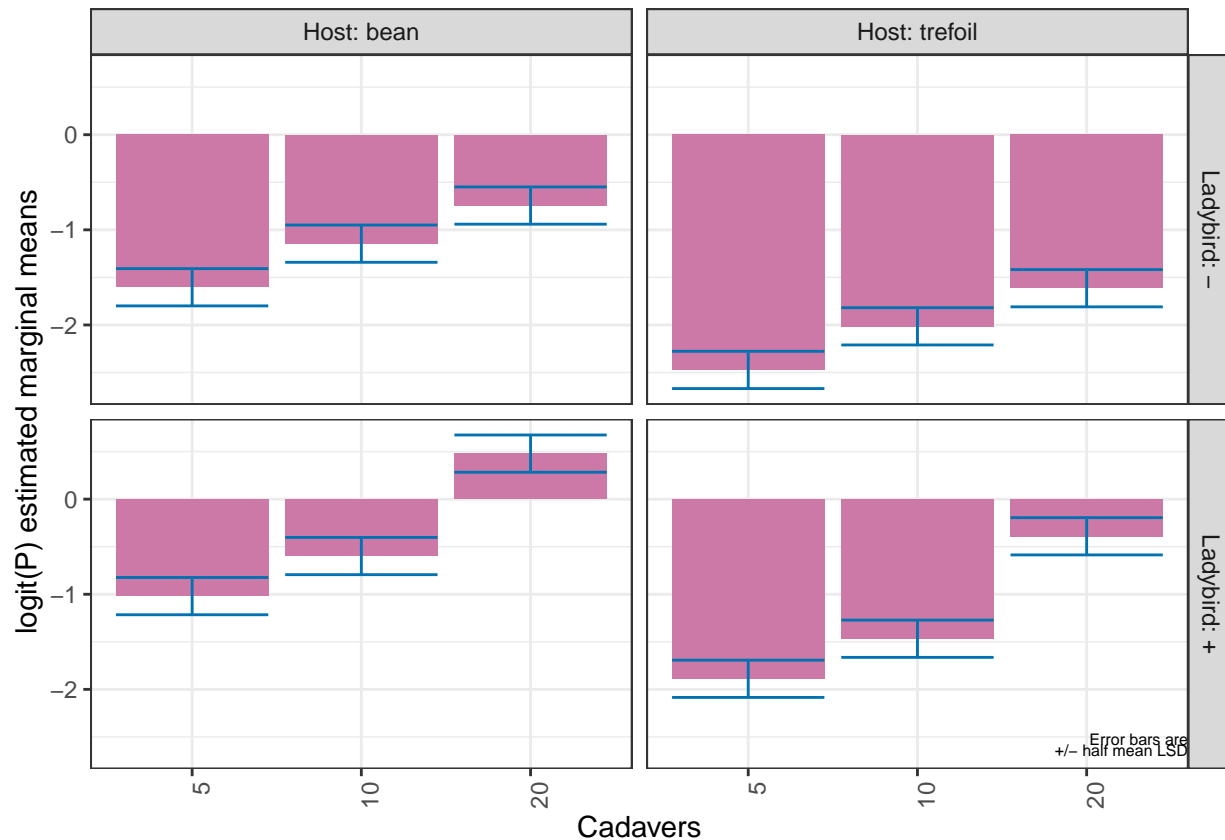 Host: bean
Host: trefoil
Ladybird: −
Ladybird: +
logit(P) estimated marginal means
0
−1
−2
0
−1
−2
5
10
20
5
10
20
Error bars are
+/− half mean LSD
Cadavers